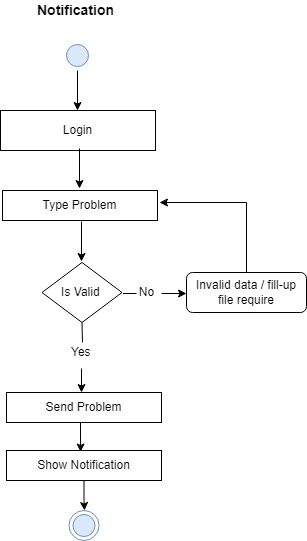 Notification
Login
Type Problem
Is Valid
No
Invalid data / fill-up
file require
Yes
Send Problem
Show Notification